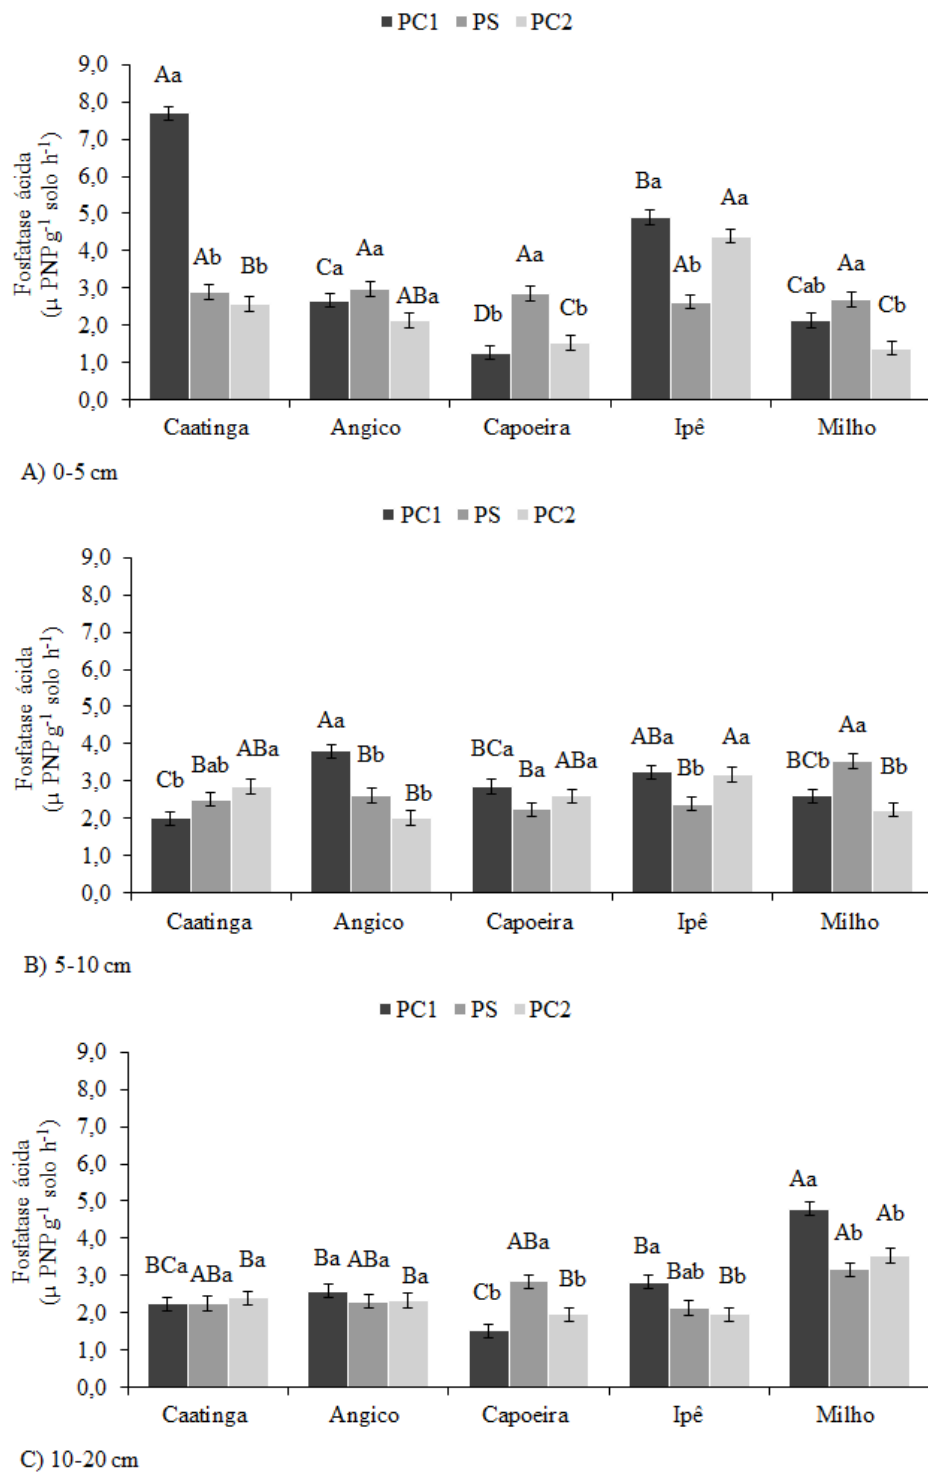 PC1 PS PC2
Fosfatase ácida
(µ PNP g⁻¹ solo h⁻¹)
9,0
8,0
7,0
6,0
5,0
4,0
3,0
2,0
1,0
0,0
Aa Ab Bb
Ca Aa ABa
Db Aa Cb
Ba Ab Aa
Cab Aa Cb
Caatinga Angico Capoeira Ipê Milho
A) 0-5 cm
PC1 PS PC2
Fosfatase ácida
(µ PNP g⁻¹ solo h⁻¹)
9,0
8,0
7,0
6,0
5,0
4,0
3,0
2,0
1,0
0,0
Cb Bab ABa
Aa Bb Bb
BCa Ba ABa
ABa Bb Aa
BCb Aa Bb
Caatinga Angico Capoeira Ipê Milho
B) 5-10 cm
PC1 PS PC2
Fosfatase ácida
(µ PNP g⁻¹ solo h⁻¹)
9,0
8,0
7,0
6,0
5,0
4,0
3,0
2,0
1,0
0,0
BCa ABa Ba
Ba ABa Ba
Cb ABa Bb
Ba Bab Bb
Aa Ab Ab
Caatinga Angico Capoeira Ipê Milho
C) 10-20 cm